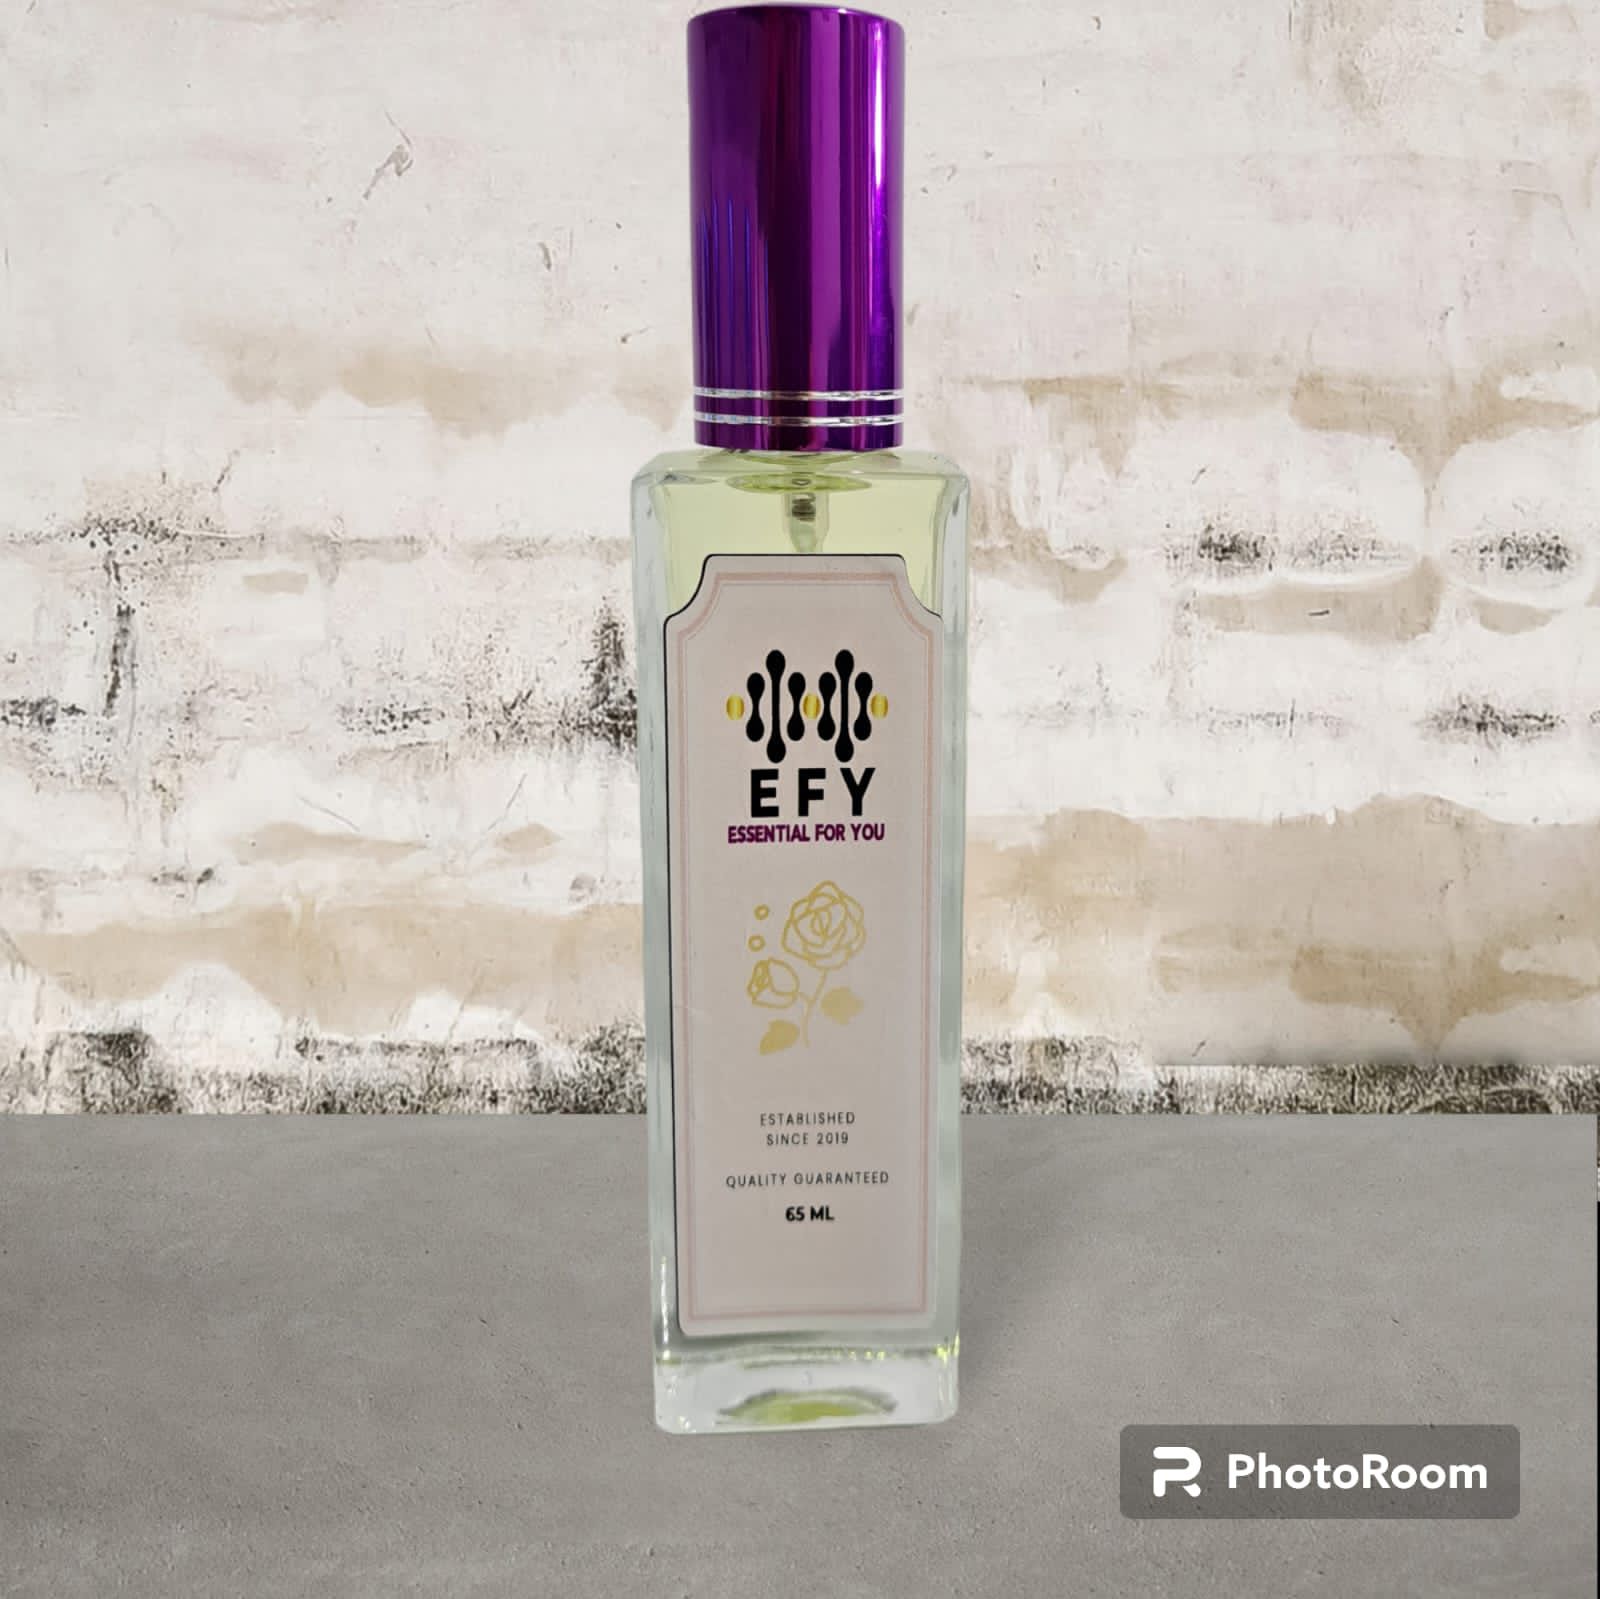 EFY
ESSENTIAL FOR YOU
ESTABLISHED
SINCE 2019
QUALITY GUARANTEED
65 ML
PhotoRoom